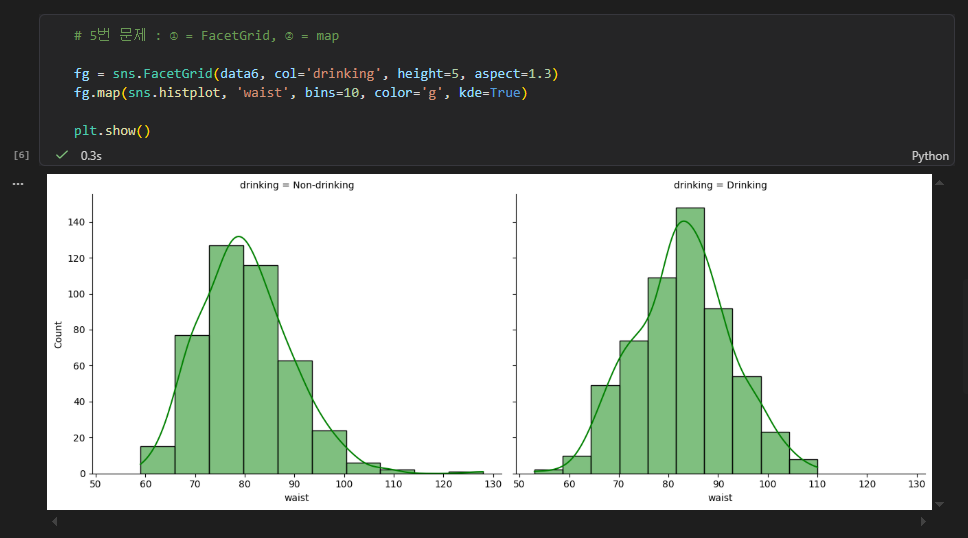 # 5번 문제 : ① = FacetGrid, ② = map
fg = sns.FacetGrid(data6, col='drinking', height=5, aspect=1.3)
fg.map(sns.histplot, 'waist', bins=10, color='g', kde=True)
plt.show()
[6]
0.3s
Python
...
drinking = Non-drinking
drinking = Drinking
140
120
100
80
60
40
20
0
Count
50 60 70 80 90 100 110 120 130
50 60 70 80 90 100 110 120 130
waist
waist